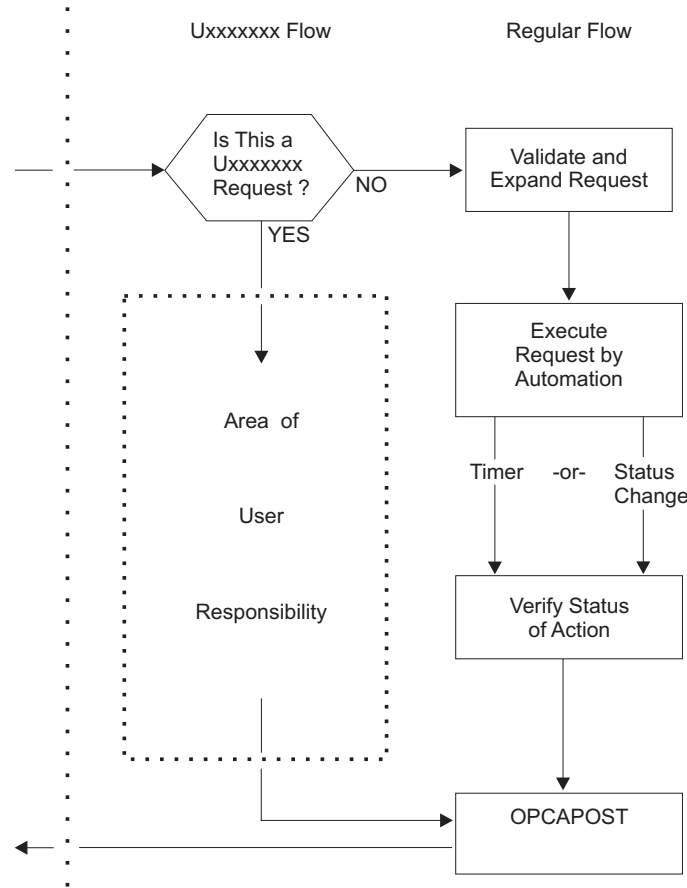 Uxxxxxxx Flow
Regular Flow
Is This a
Uxxxxxxx
Request ?
NO
YES
Validate and
Expand Request
Execute
Request by
Automation
Timer -or- Status
Change
Area of
User
Responsibility
Verify Status
of Action
OPCAPOST